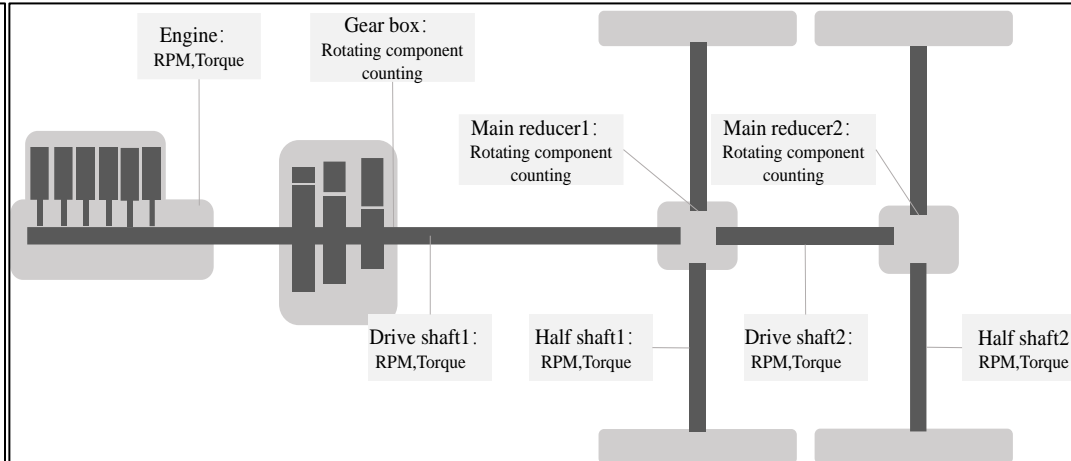 Engine:
RPM,Torque
Gear box:
Rotating component
counting
Main reducer1:
Rotating component
counting
Main reducer2:
Rotating component
counting
Drive shaft1:
RPM,Torque
Half shaft1:
RPM,Torque
Drive shaft2:
RPM,Torque
Half shaft2
RPM,Torque